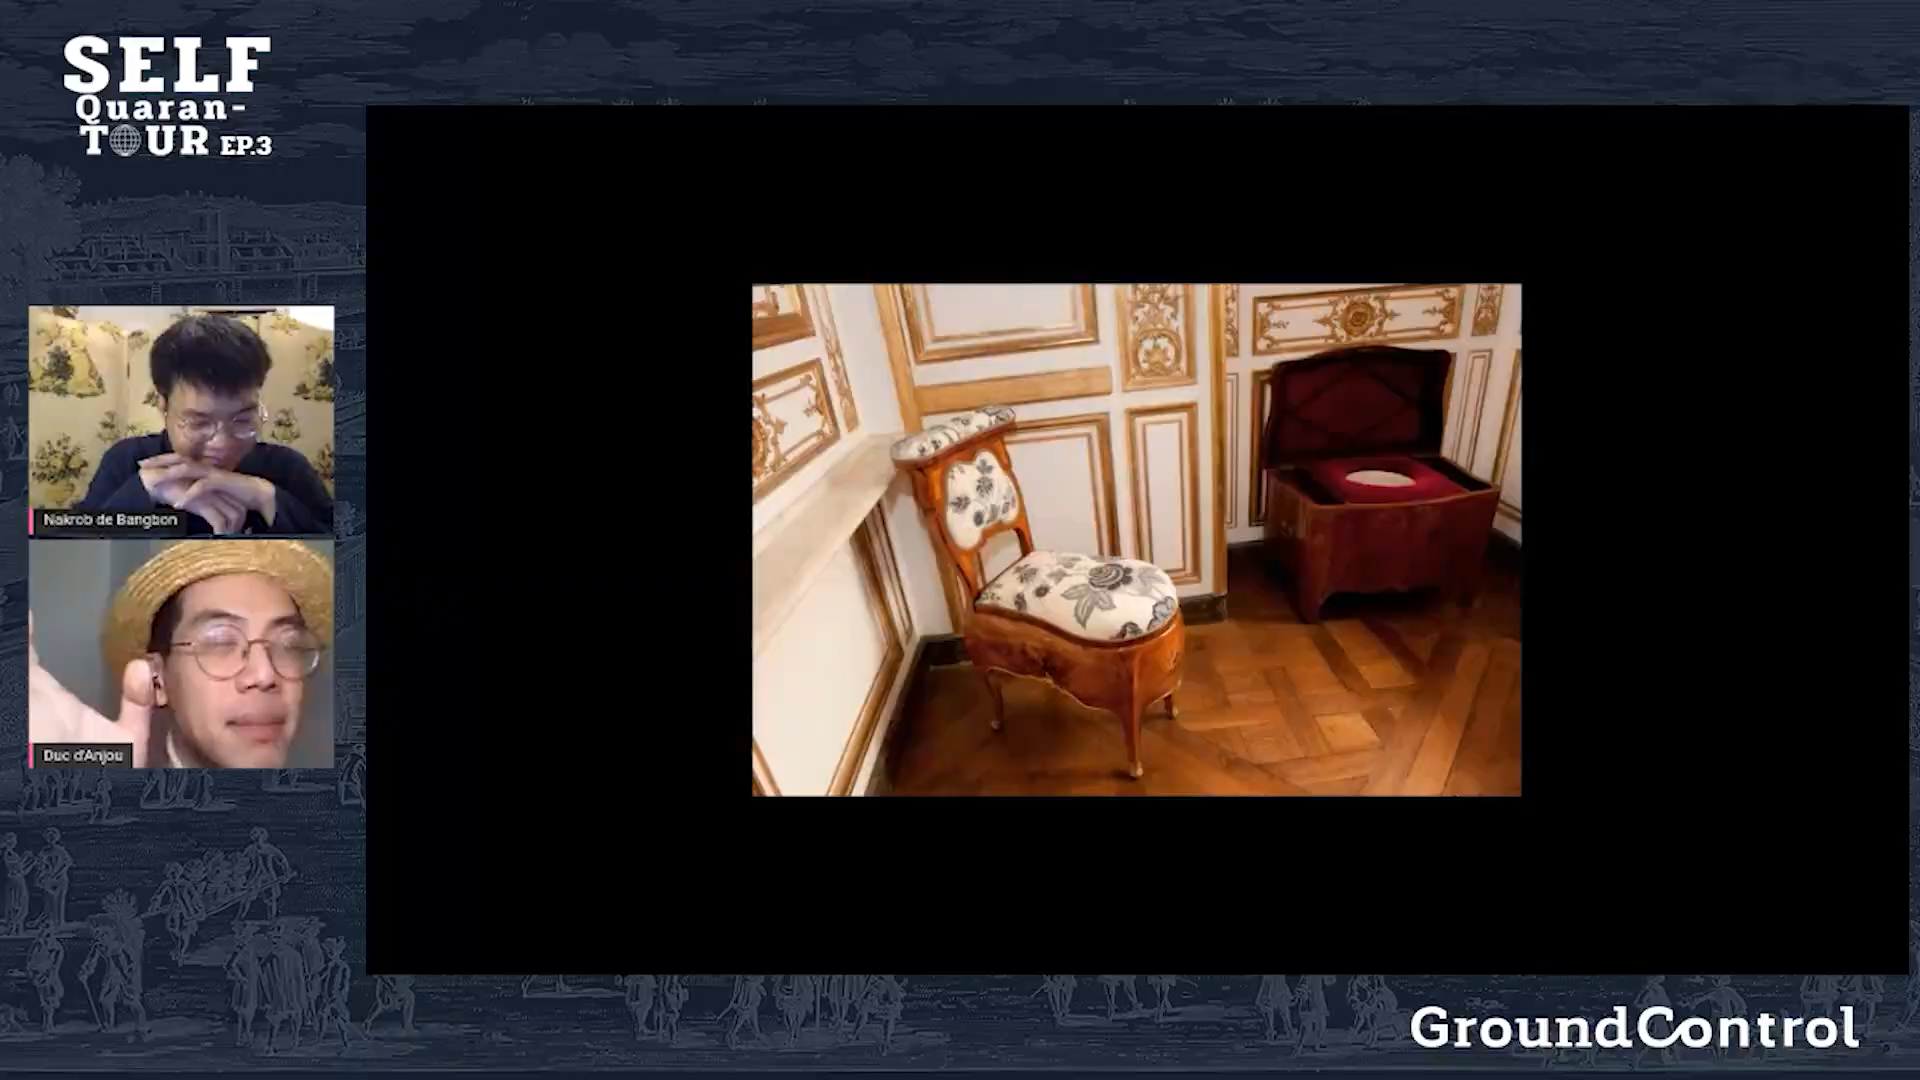 SELF
Quaran-
TOUR EP.3
Nakrob de Bangbon
Duc d'Anjou
GroundControl